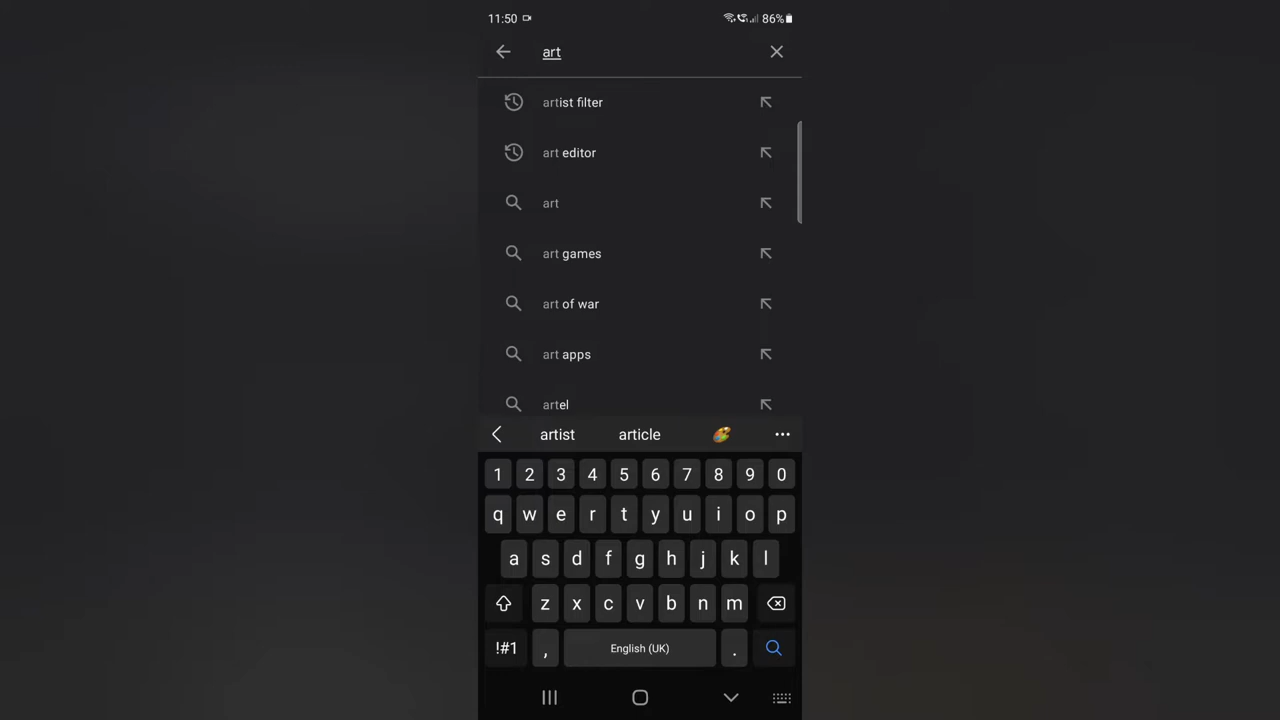 11:50 86%
art
artist filter
art editor
art
art games
art of war
art apps
artel
artist article
1 2 3 4 5 6 7 8 9 0
q w e r t y u i o p
a s d f g h j k l
z x c v b n m
!#1 , English (UK) .